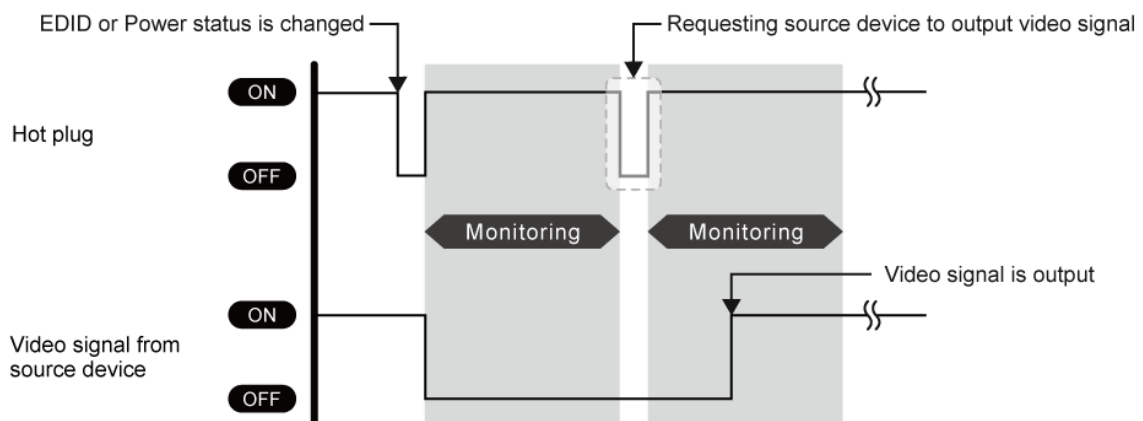 EDID or Power status is changed
Requesting source device to output video signal
ON
Hot plug
OFF
Monitoring
Monitoring
Video signal is output
ON
Video signal from
source device
OFF